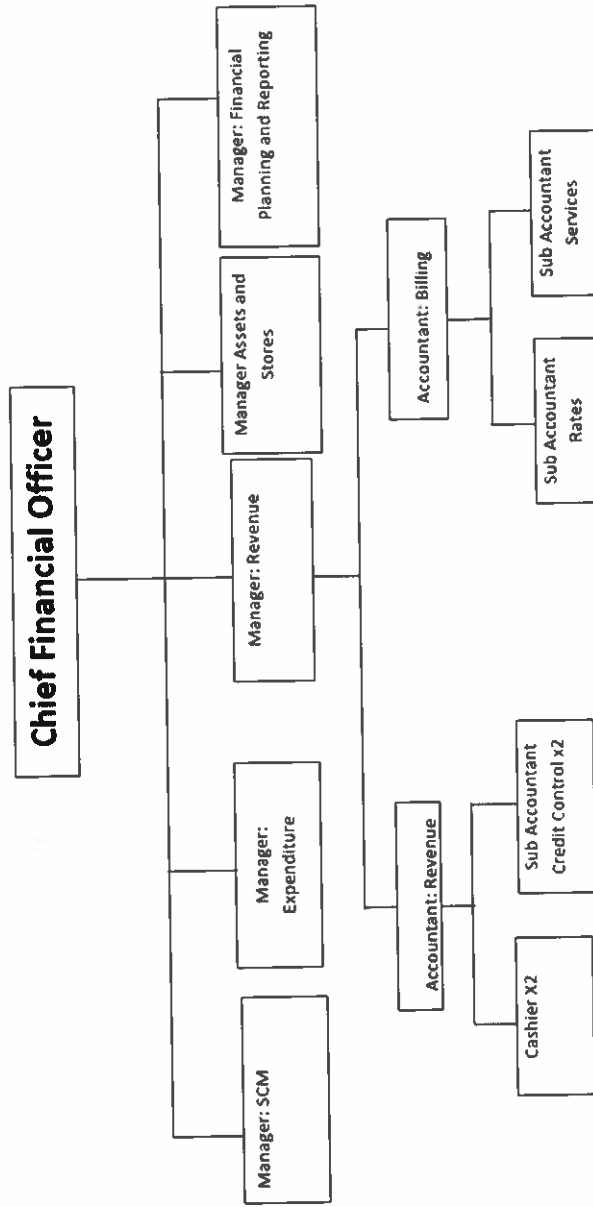 Chief Financial Officer
Manager: SCM
Manager:
Expenditure
Manager: Revenue
Manager Assets and
Stores
Manager: Financial
Planning and Reporting
Accountant: Revenue
Accountant: Billing
Cashier X2
Sub Accountant
Credit Control x2
Sub Accountant
Rates
Sub Accountant
Services